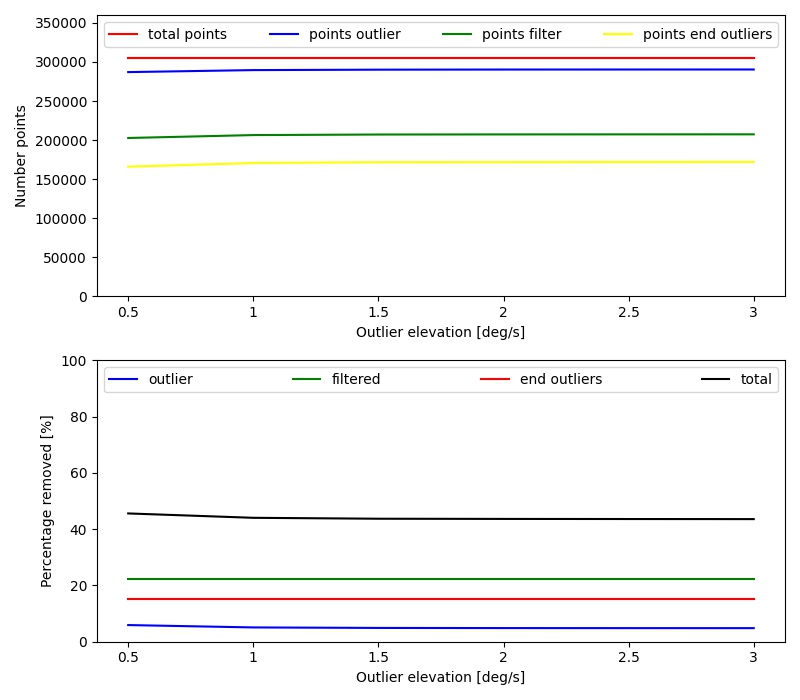 350000
total points points outlier points filter points end outliers
300000
250000
200000
150000
100000
50000
0
Number points
0.5 1 1.5 2 2.5 3
Outlier elevation [deg/s]
100
outlier filtered end outliers total
80
60
40
20
0
Percentage removed [%]
0.5 1 1.5 2 2.5 3
Outlier elevation [deg/s]